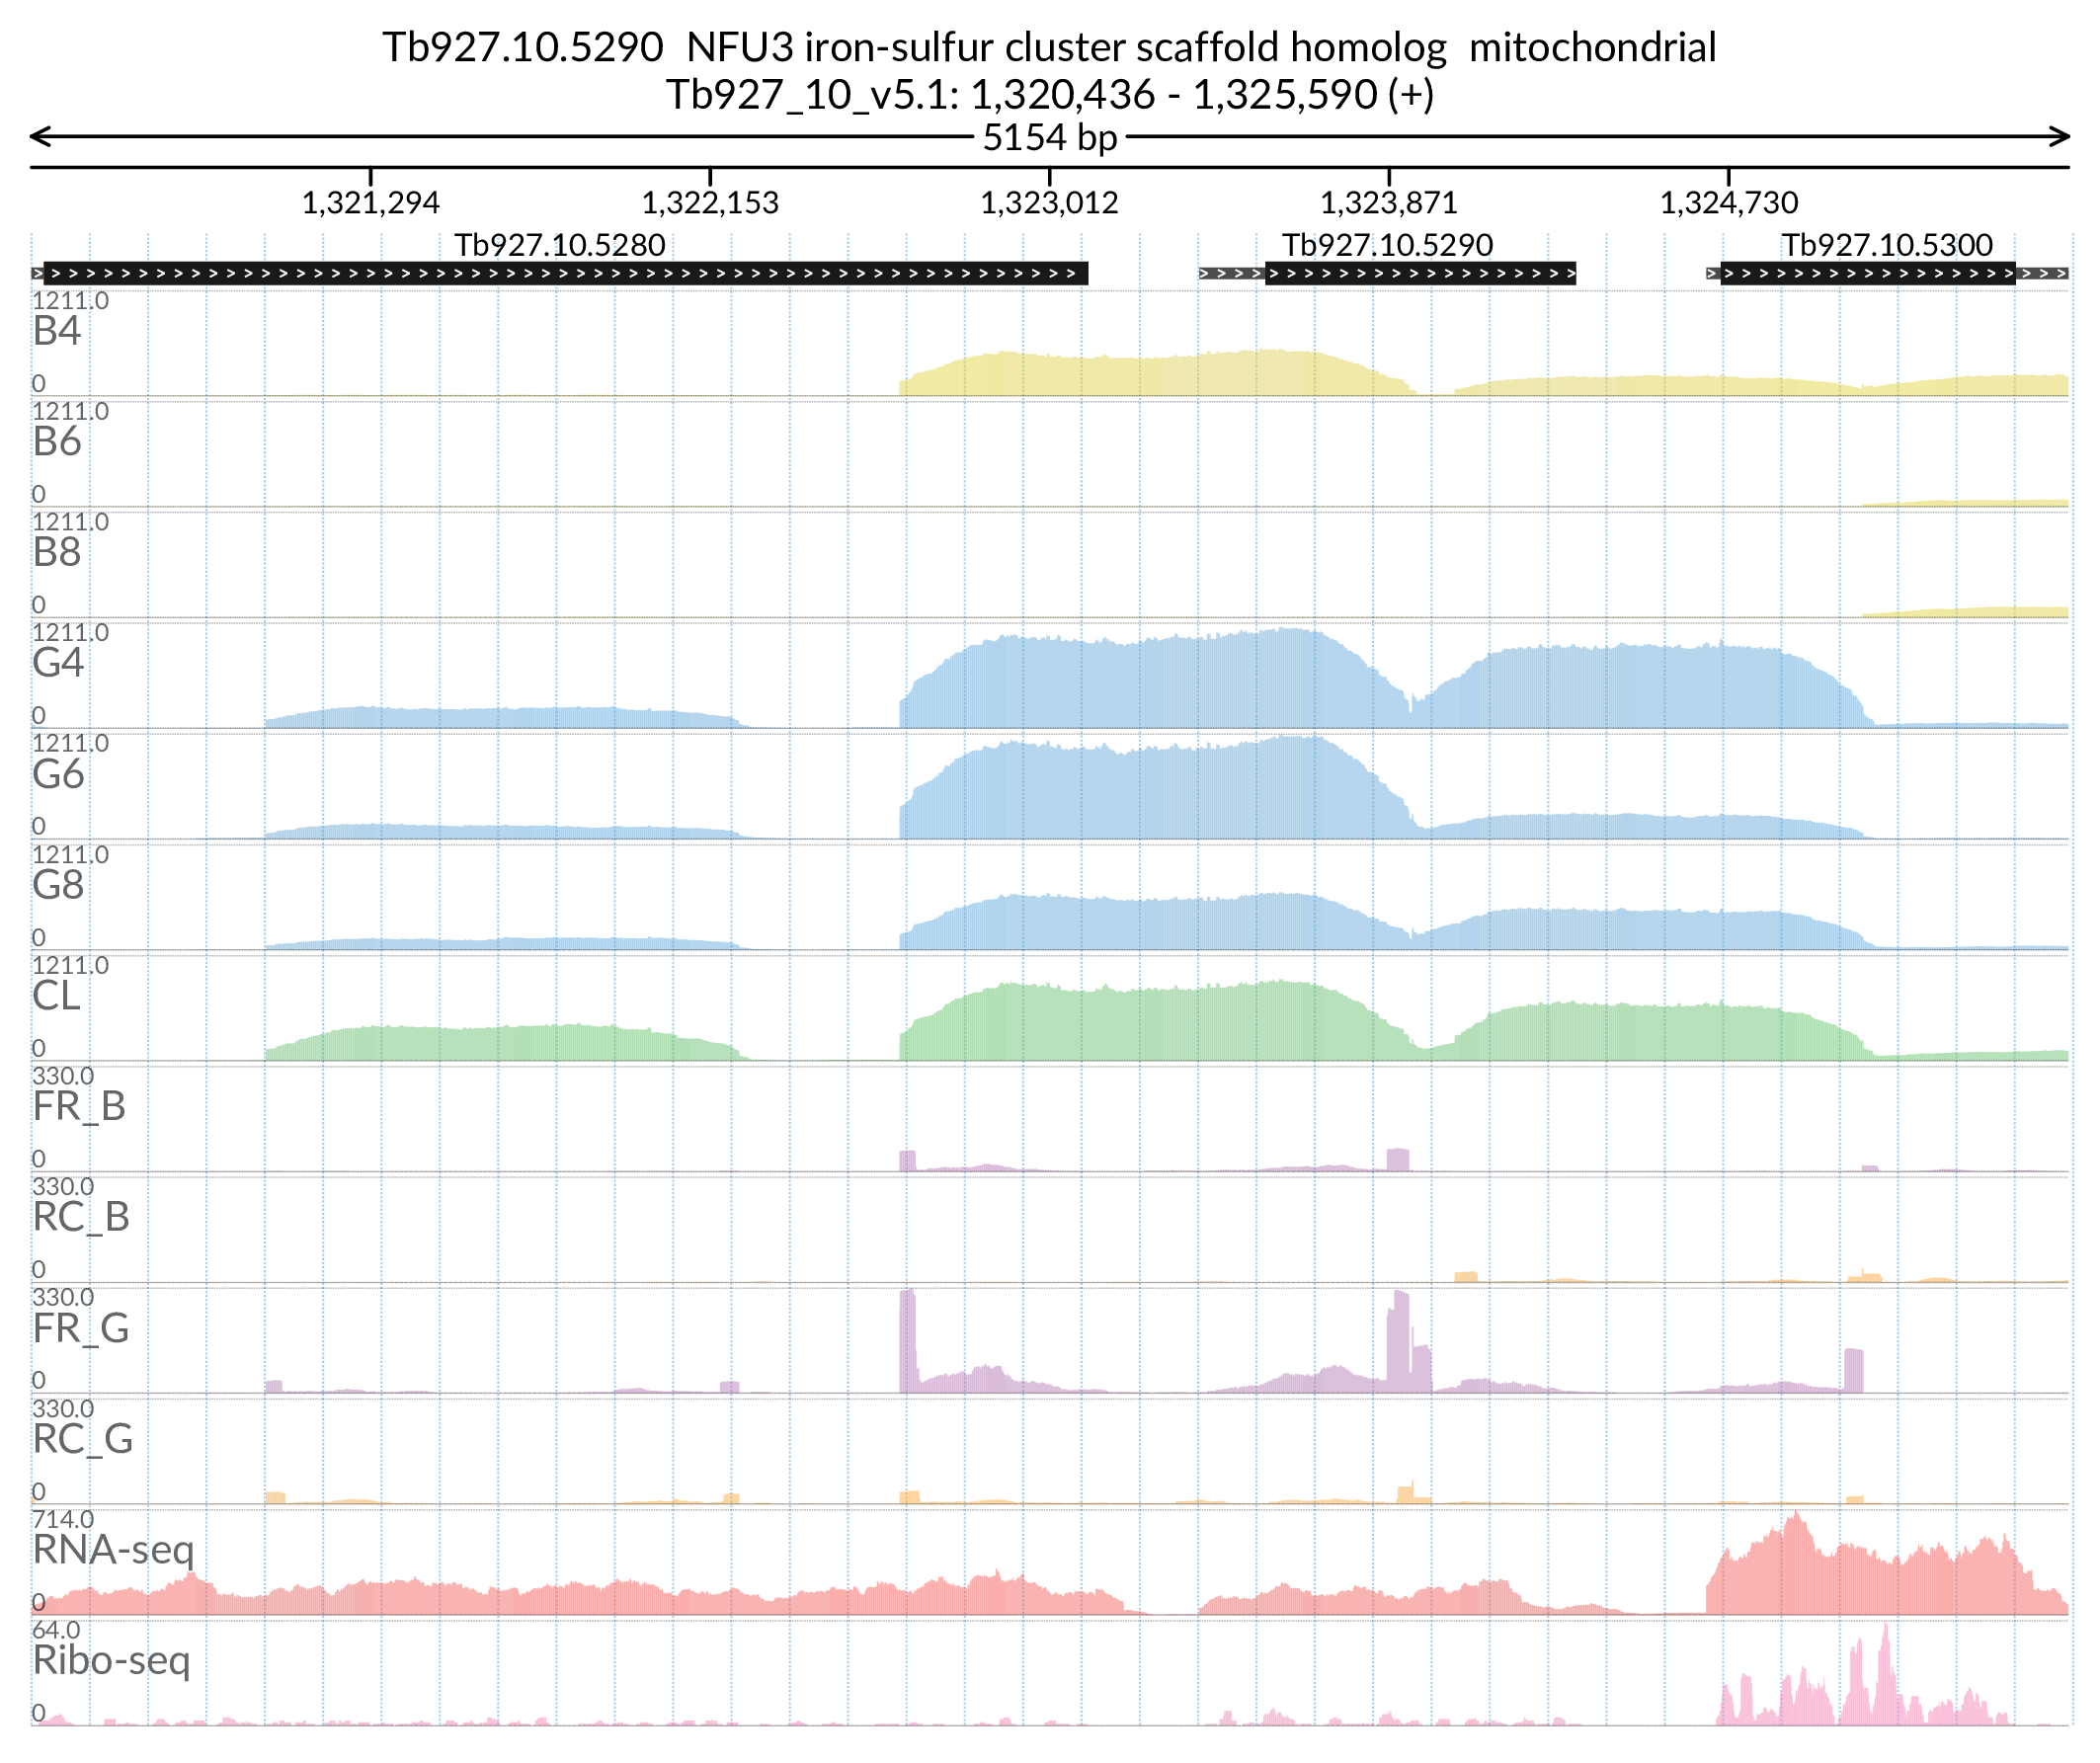 Tb927.10.5290  NFU3 iron-sulfur cluster scaffold homolog  mitochondrial
Tb927_10_v5.1: 1,320,436 - 1,325,590 (+)
5154 bp
1,321,294 1,322,153 1,323,012 1,323,871 1,324,730
Tb927.10.5280 Tb927.10.5290 Tb927.10.5300
1211.0
B4
0
1211.0
B6
0
1211.0
B8
0
1211.0
G4
0
1211.0
G6
0
1211.0
G8
0
1211.0
CL
0
330.0
FR_B
0
330.0
RC_B
0
330.0
FR_G
0
330.0
RC_G
0
714.0
RNA-seq
0
64.0
Ribo-seq
0